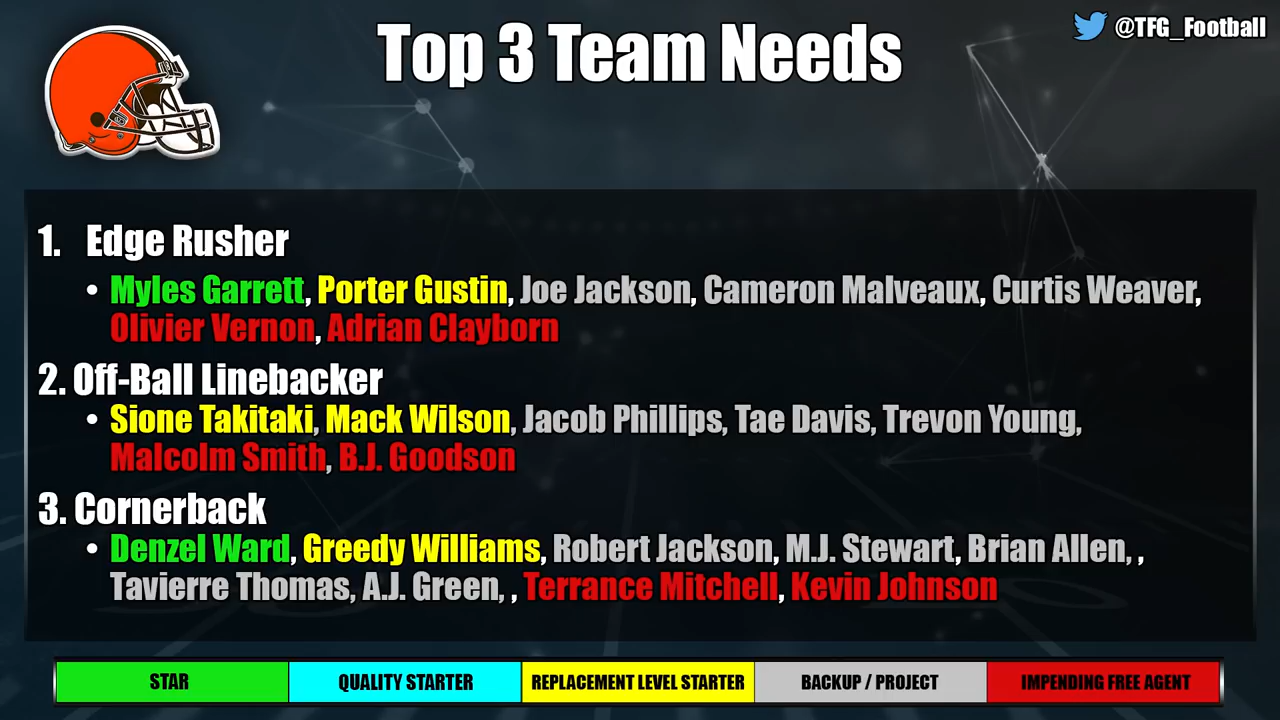 Top 3 Team Needs
@TFG_Football
1. Edge Rusher
• Myles Garrett, Porter Gustin, Joe Jackson, Cameron Malveaux, Curtis Weaver,
Olivier Vernon, Adrian Clayborn
2. Off-Ball Linebacker
• Sione Takitaki, Mack Wilson, Jacob Phillips, Tae Davis, Trevon Young,
Malcolm Smith, B.J. Goodson
3. Cornerback
• Denzel Ward, Greedy Williams, Robert Jackson, M.J. Stewart, Brian Allen, ,
Tavierre Thomas, A.J. Green, , Terrance Mitchell, Kevin Johnson
STAR QUALITY STARTER REPLACEMENT LEVEL STARTER BACKUP / PROJECT IMPENDING FREE AGENT